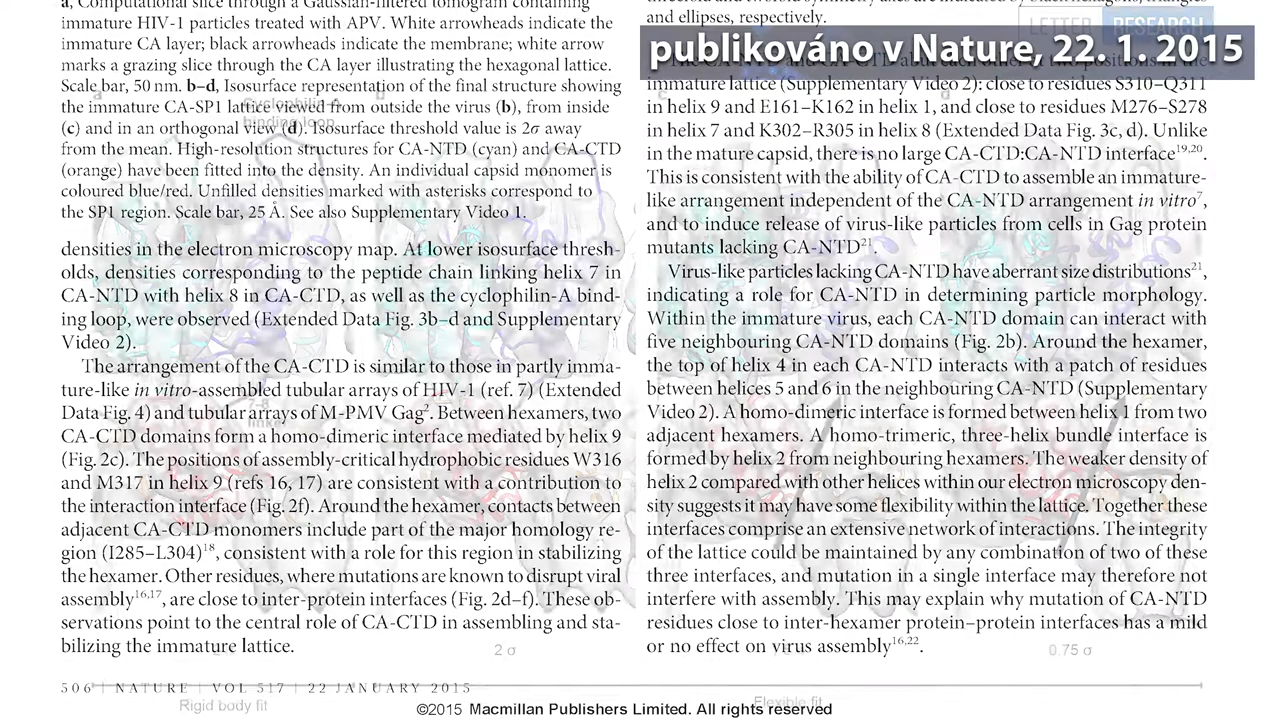 a, Computational slice through a Gaussian-filtered tomogram containing
immature HIV-1 particles treated with APV. White arrowheads indicate the
immature CA layer; black arrowheads indicate the membrane; white arrow
marks a grazing slice through the CA layer illustrating the hexagonal lattice.
Scale bar, 50 nm. b–d, Isosurface representation of the final structure showing
the immature CA-SP1 lattice viewed from outside the virus (b), from inside
(c) and in an orthogonal view (d). Isosurface threshold value is 2σ away
from the mean. High-resolution structures for CA-NTD (cyan) and CA-CTD
(orange) have been fitted into the density. An individual capsid monomer is
coloured blue/red. Unfilled densities marked with asterisks correspond to
the SP1 region. Scale bar, 25 Å. See also Supplementary Video 1.
densities in the electron microscopy map. At lower isosurface thresh-
olds, densities corresponding to the peptide chain linking helix 7 in
CA-NTD with helix 8 in CA-CTD, as well as the cyclophilin-A bind-
ing loop, were observed (Extended Data Fig. 3b–d and Supplementary
Video 2).
The arrangement of the CA-CTD is similar to those in partly imma-
ture-like in vitro-assembled tubular arrays of HIV-1 (ref. 7) (Extended
Data Fig. 4) and tubular arrays of M-PMV Gag². Between hexamers, two
CA-CTD domains form a homo-dimeric interface mediated by helix 9
(Fig. 2c). The positions of assembly-critical hydrophobic residues W316
and M317 in helix 9 (refs 16, 17) are consistent with a contribution to
the interaction interface (Fig. 2f). Around the hexamer, contacts between
adjacent CA-CTD monomers include part of the major homology re-
gion (I285–L304)¹⁸, consistent with a role for this region in stabilizing
the hexamer. Other residues, where mutations are known to disrupt viral
assembly¹⁶,¹⁷, are close to inter-protein interfaces (Fig. 2d–f). These ob-
servations point to the central role of CA-CTD in assembling and sta-
bilizing the immature lattice.
and ellipses, respectively.
LETTER RESEARCH
publikováno v Nature, 22. 1. 2015
immature lattice (Supplementary Video 2): close to residues S310–Q311
in helix 9 and E161–K162 in helix 1, and close to residues M276–S278
in helix 7 and K302–R305 in helix 8 (Extended Data Fig. 3c, d). Unlike
in the mature capsid, there is no large CA-CTD:CA-NTD interface¹⁹,²⁰.
This is consistent with the ability of CA-CTD to assemble an immature-
like arrangement independent of the CA-NTD arrangement in vitro⁷,
and to induce release of virus-like particles from cells in Gag protein
mutants lacking CA-NTD²¹.
Virus-like particles lacking CA-NTD have aberrant size distributions²¹,
indicating a role for CA-NTD in determining particle morphology.
Within the immature virus, each CA-NTD domain can interact with
five neighbouring CA-NTD domains (Fig. 2b). Around the hexamer,
the top of helix 4 in each CA-NTD interacts with a patch of residues
between helices 5 and 6 in the neighbouring CA-NTD (Supplementary
Video 2). A homo-dimeric interface is formed between helix 1 from two
adjacent hexamers. A homo-trimeric, three-helix bundle interface is
formed by helix 2 from neighbouring hexamers. The weaker density of
helix 2 compared with other helices within our electron microscopy den-
sity suggests it may have some flexibility within the lattice. Together these
interfaces comprise an extensive network of interactions. The integrity
of the lattice could be maintained by any combination of two of these
three interfaces, and mutation in a single interface may therefore not
interfere with assembly. This may explain why mutation of CA-NTD
residues close to inter-hexamer protein–protein interfaces has a mild
or no effect on virus assembly¹⁶,²².
Cyclophilin
binding loop
2 σ
0.75 σ
506 | NATURE | VOL 517 | 22 JANUARY 2015
Rigid body fit
Flexible fit
©2015 Macmillan Publishers Limited. All rights reserved